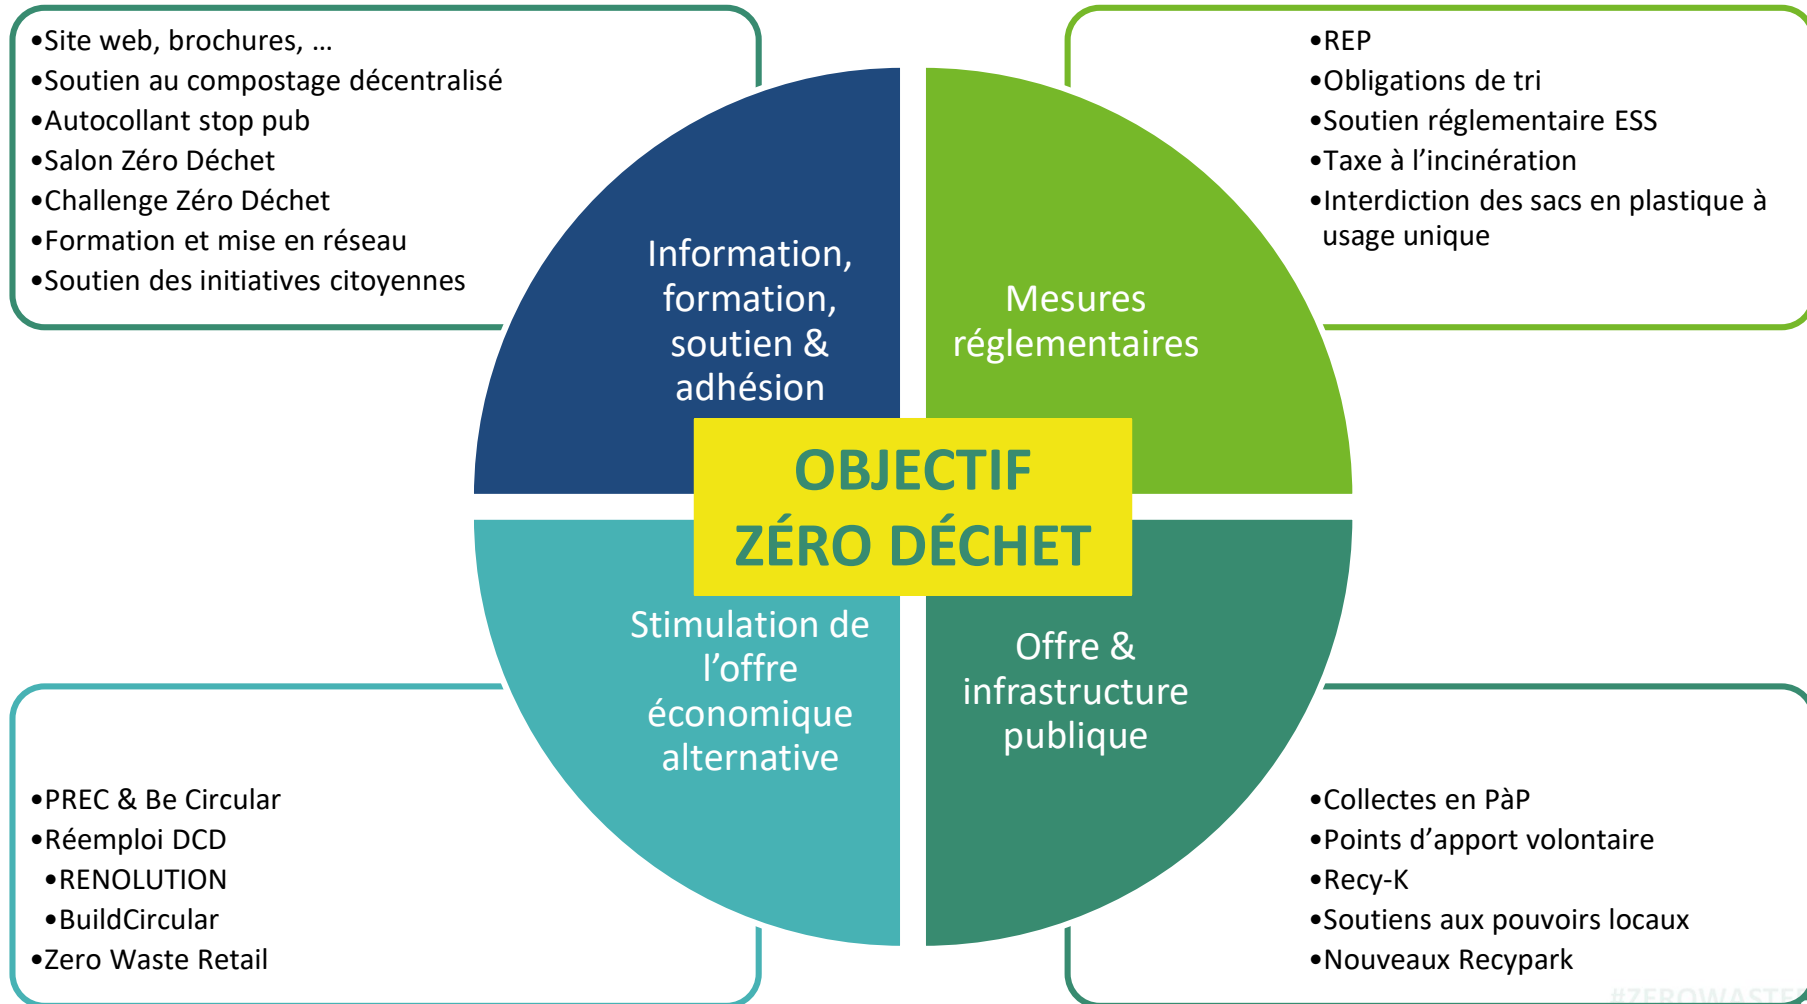 •Site web, brochures, …
•Soutien au compostage décentralisé
•Autocollant stop pub
•Salon Zéro Déchet
•Challenge Zéro Déchet
•Formation et mise en réseau
•Soutien des initiatives citoyennes
•REP
•Obligations de tri
•Soutien réglementaire ESS
•Taxe à l’incinération
•Interdiction des sacs en plastique à
usage unique
Information,
formation,
soutien &
adhésion
Mesures
réglementaires
OBJECTIF
ZÉRO DÉCHET
Stimulation de
l’offre
économique
alternative
Offre &
infrastructure
publique
•PREC & Be Circular
•Réemploi DCD
•RENOLUTION
•BuildCircular
•Zero Waste Retail
•Collectes en PàP
•Points d’apport volontaire
•Recy-K
•Soutiens aux pouvoirs locaux
•Nouveaux Recypark